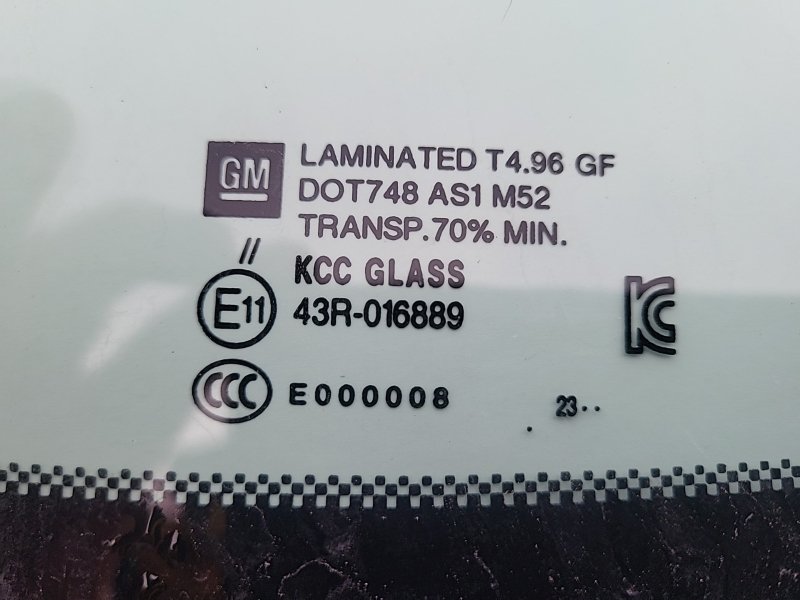 GM
LAMINATED T4.96 GF
DOT748 AS1 M52
TRANSP.70% MIN.
//
KCC GLASS
E11
43R-016889
KC
CCC
E000008
. 23..